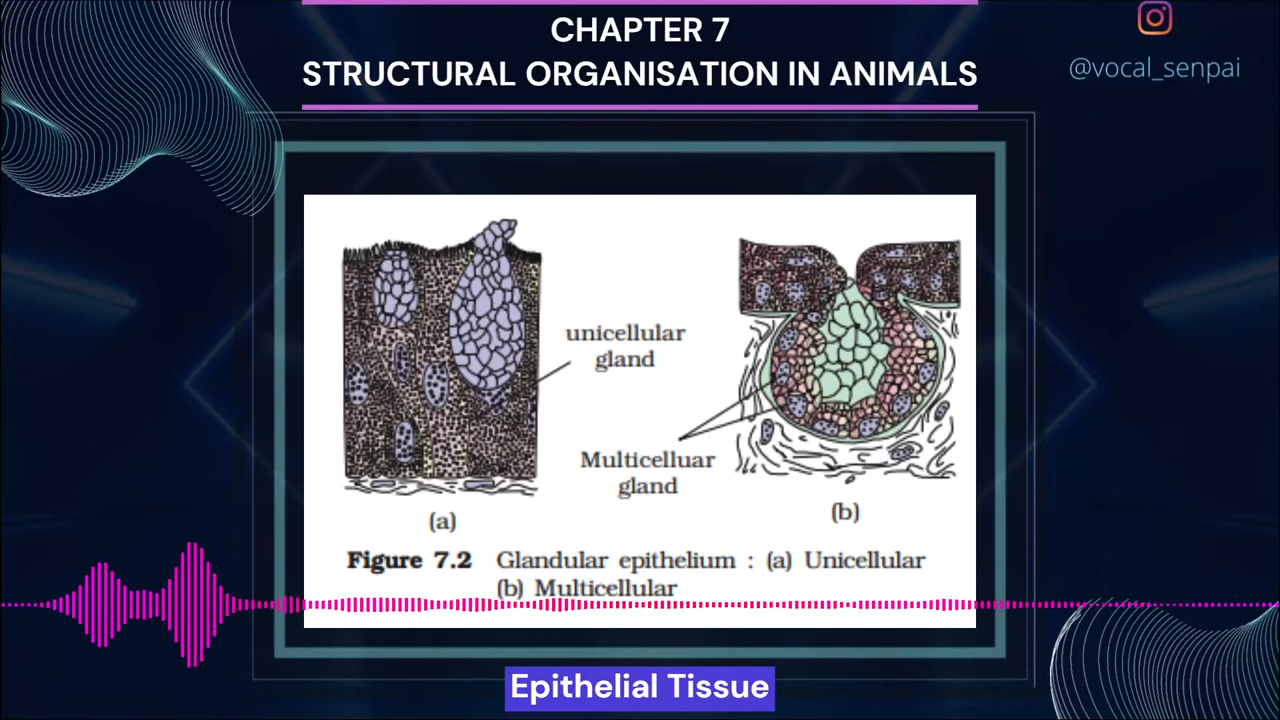 CHAPTER 7
STRUCTURAL ORGANISATION IN ANIMALS
@vocal_senpai
unicellular
gland
Multicelluar
gland
(a)
(b)
Figure 7.2 Glandular epithelium : (a) Unicellular
(b) Multicellular
Epithelial Tissue